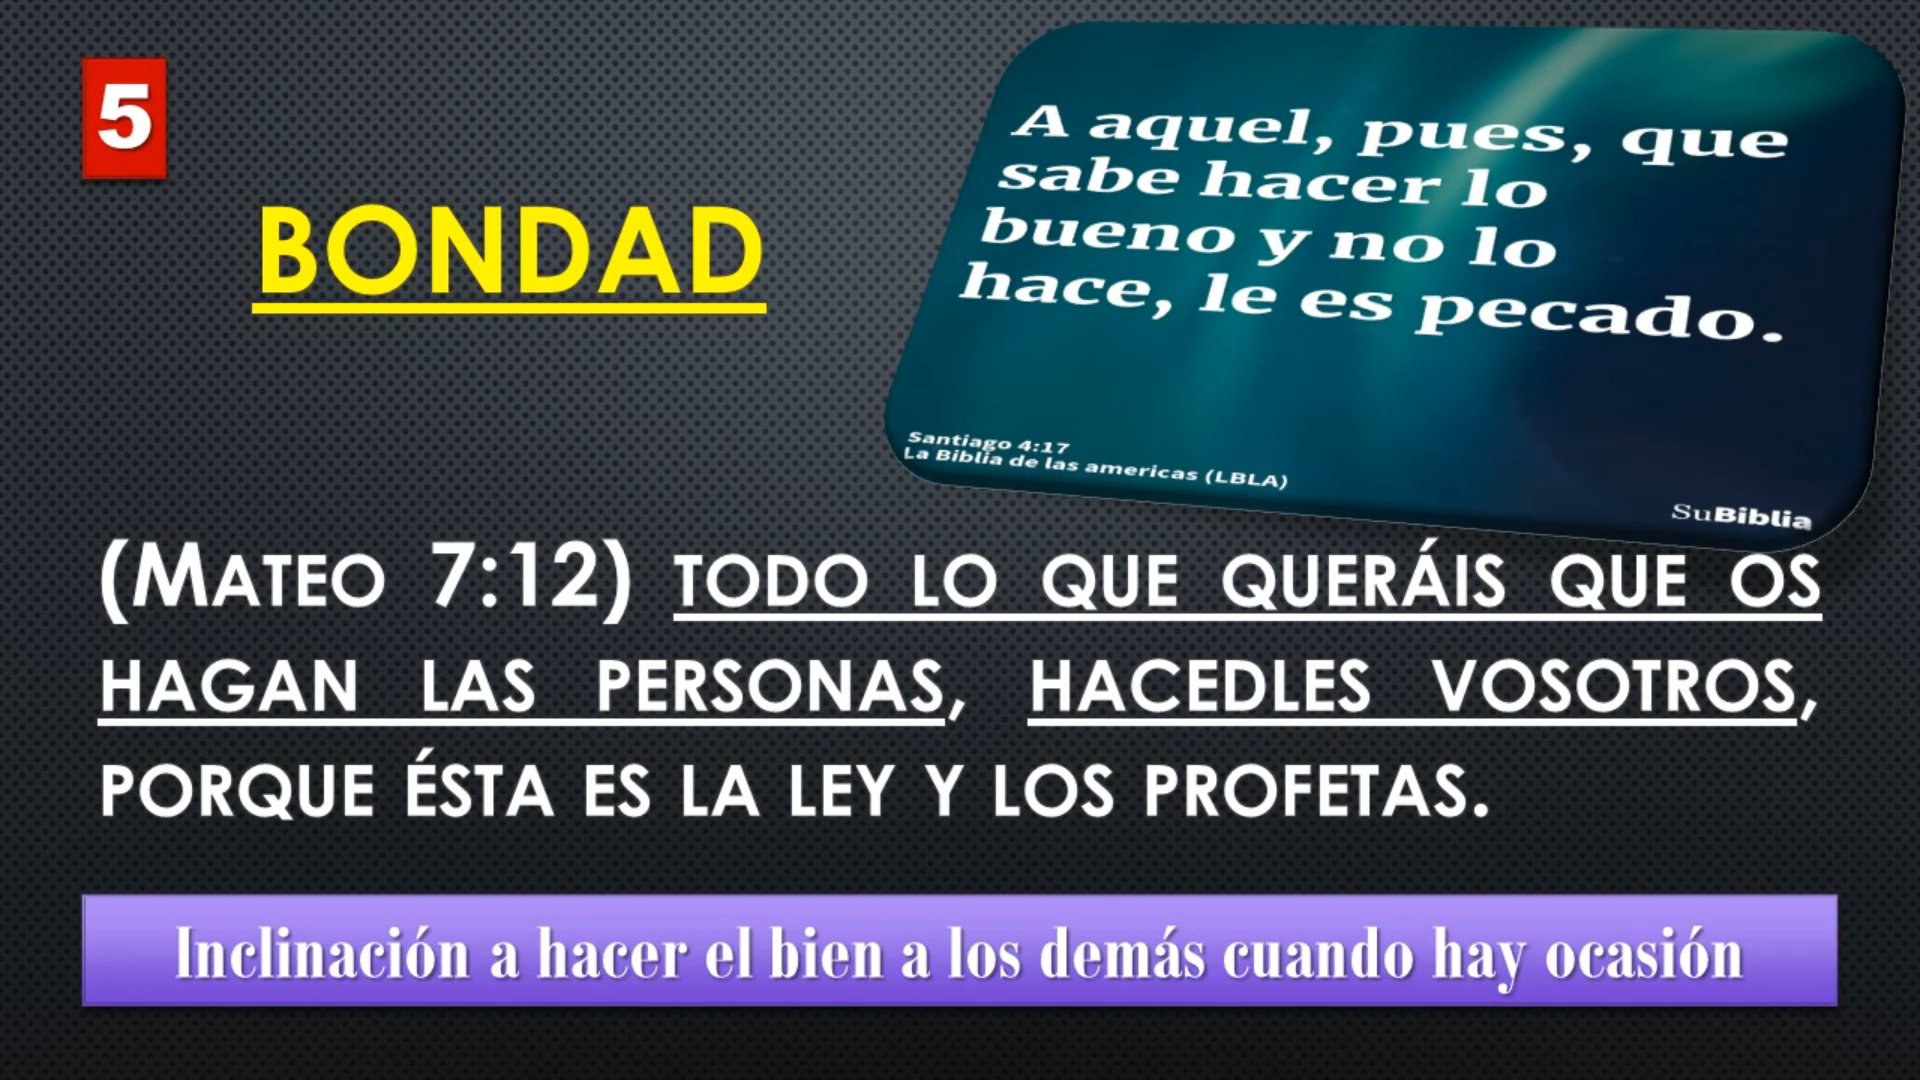 5
BONDAD
A aquel, pues, que
sabe hacer lo
bueno y no lo
hace, le es pecado.
Santiago 4:17
La Biblia de las americas (LBLA)
SuBiblia
(MATEO 7:12) TODO LO QUE QUERÁIS QUE OS
HAGAN LAS PERSONAS, HACEDLES VOSOTROS,
PORQUE ÉSTA ES LA LEY Y LOS PROFETAS.
Inclinación a hacer el bien a los demás cuando hay ocasión